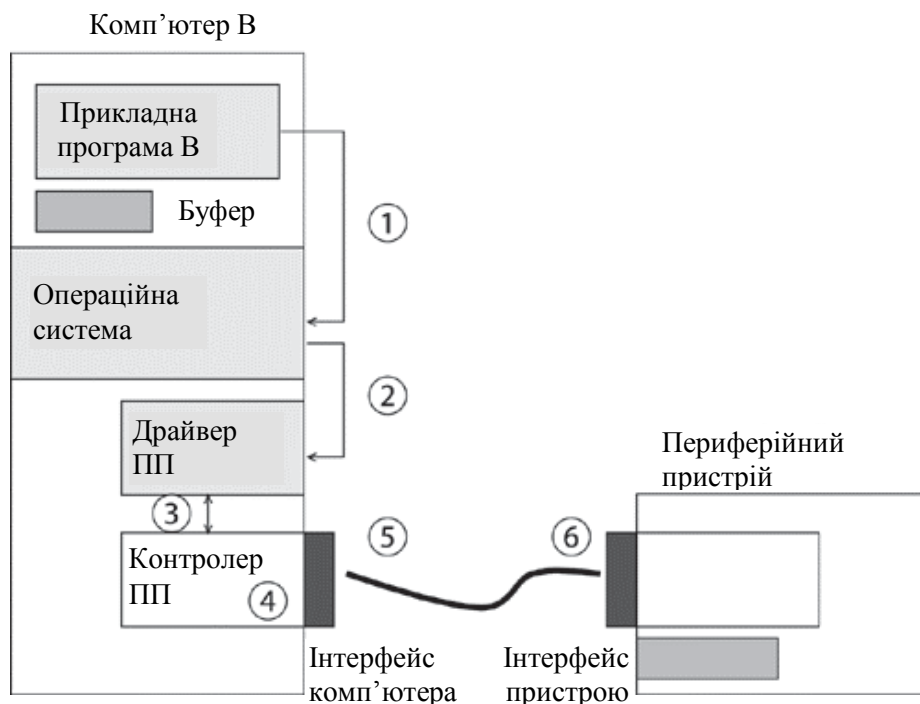 Комп’ютер В
Прикладна
програма В
Буфер
①
Операційна
система
②
Драйвер
ПП
Периферійний
пристрій
③
⑤
⑥
Контролер
ПП
④
Інтерфейс
комп’ютера
Інтерфейс
пристрою